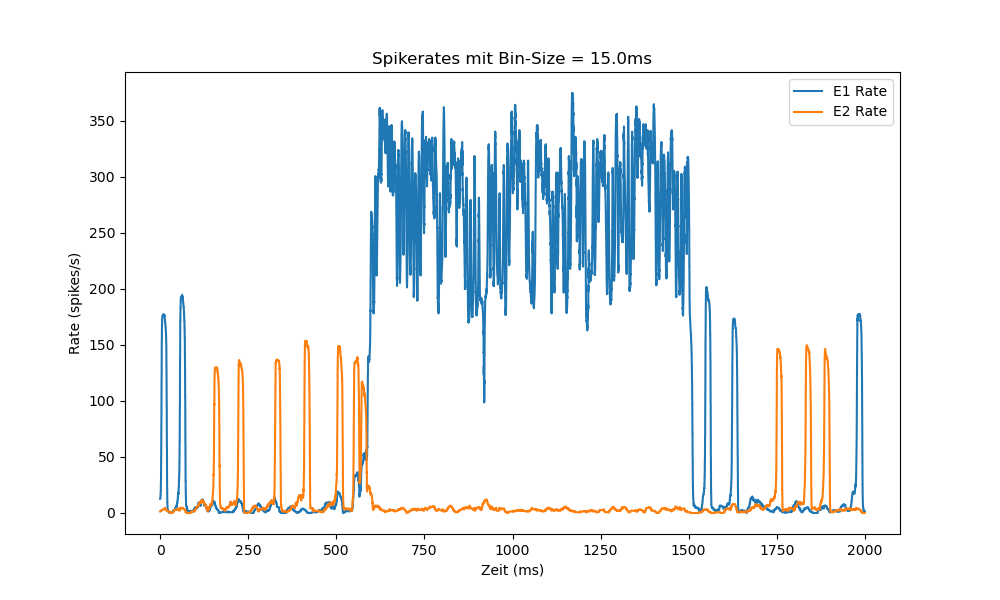 Spikerates mit Bin-Size = 15.0ms
E1 Rate
E2 Rate
Rate (spikes/s)
350
300
250
200
150
100
50
0
0 250 500 750 1000 1250 1500 1750 2000
Zeit (ms)